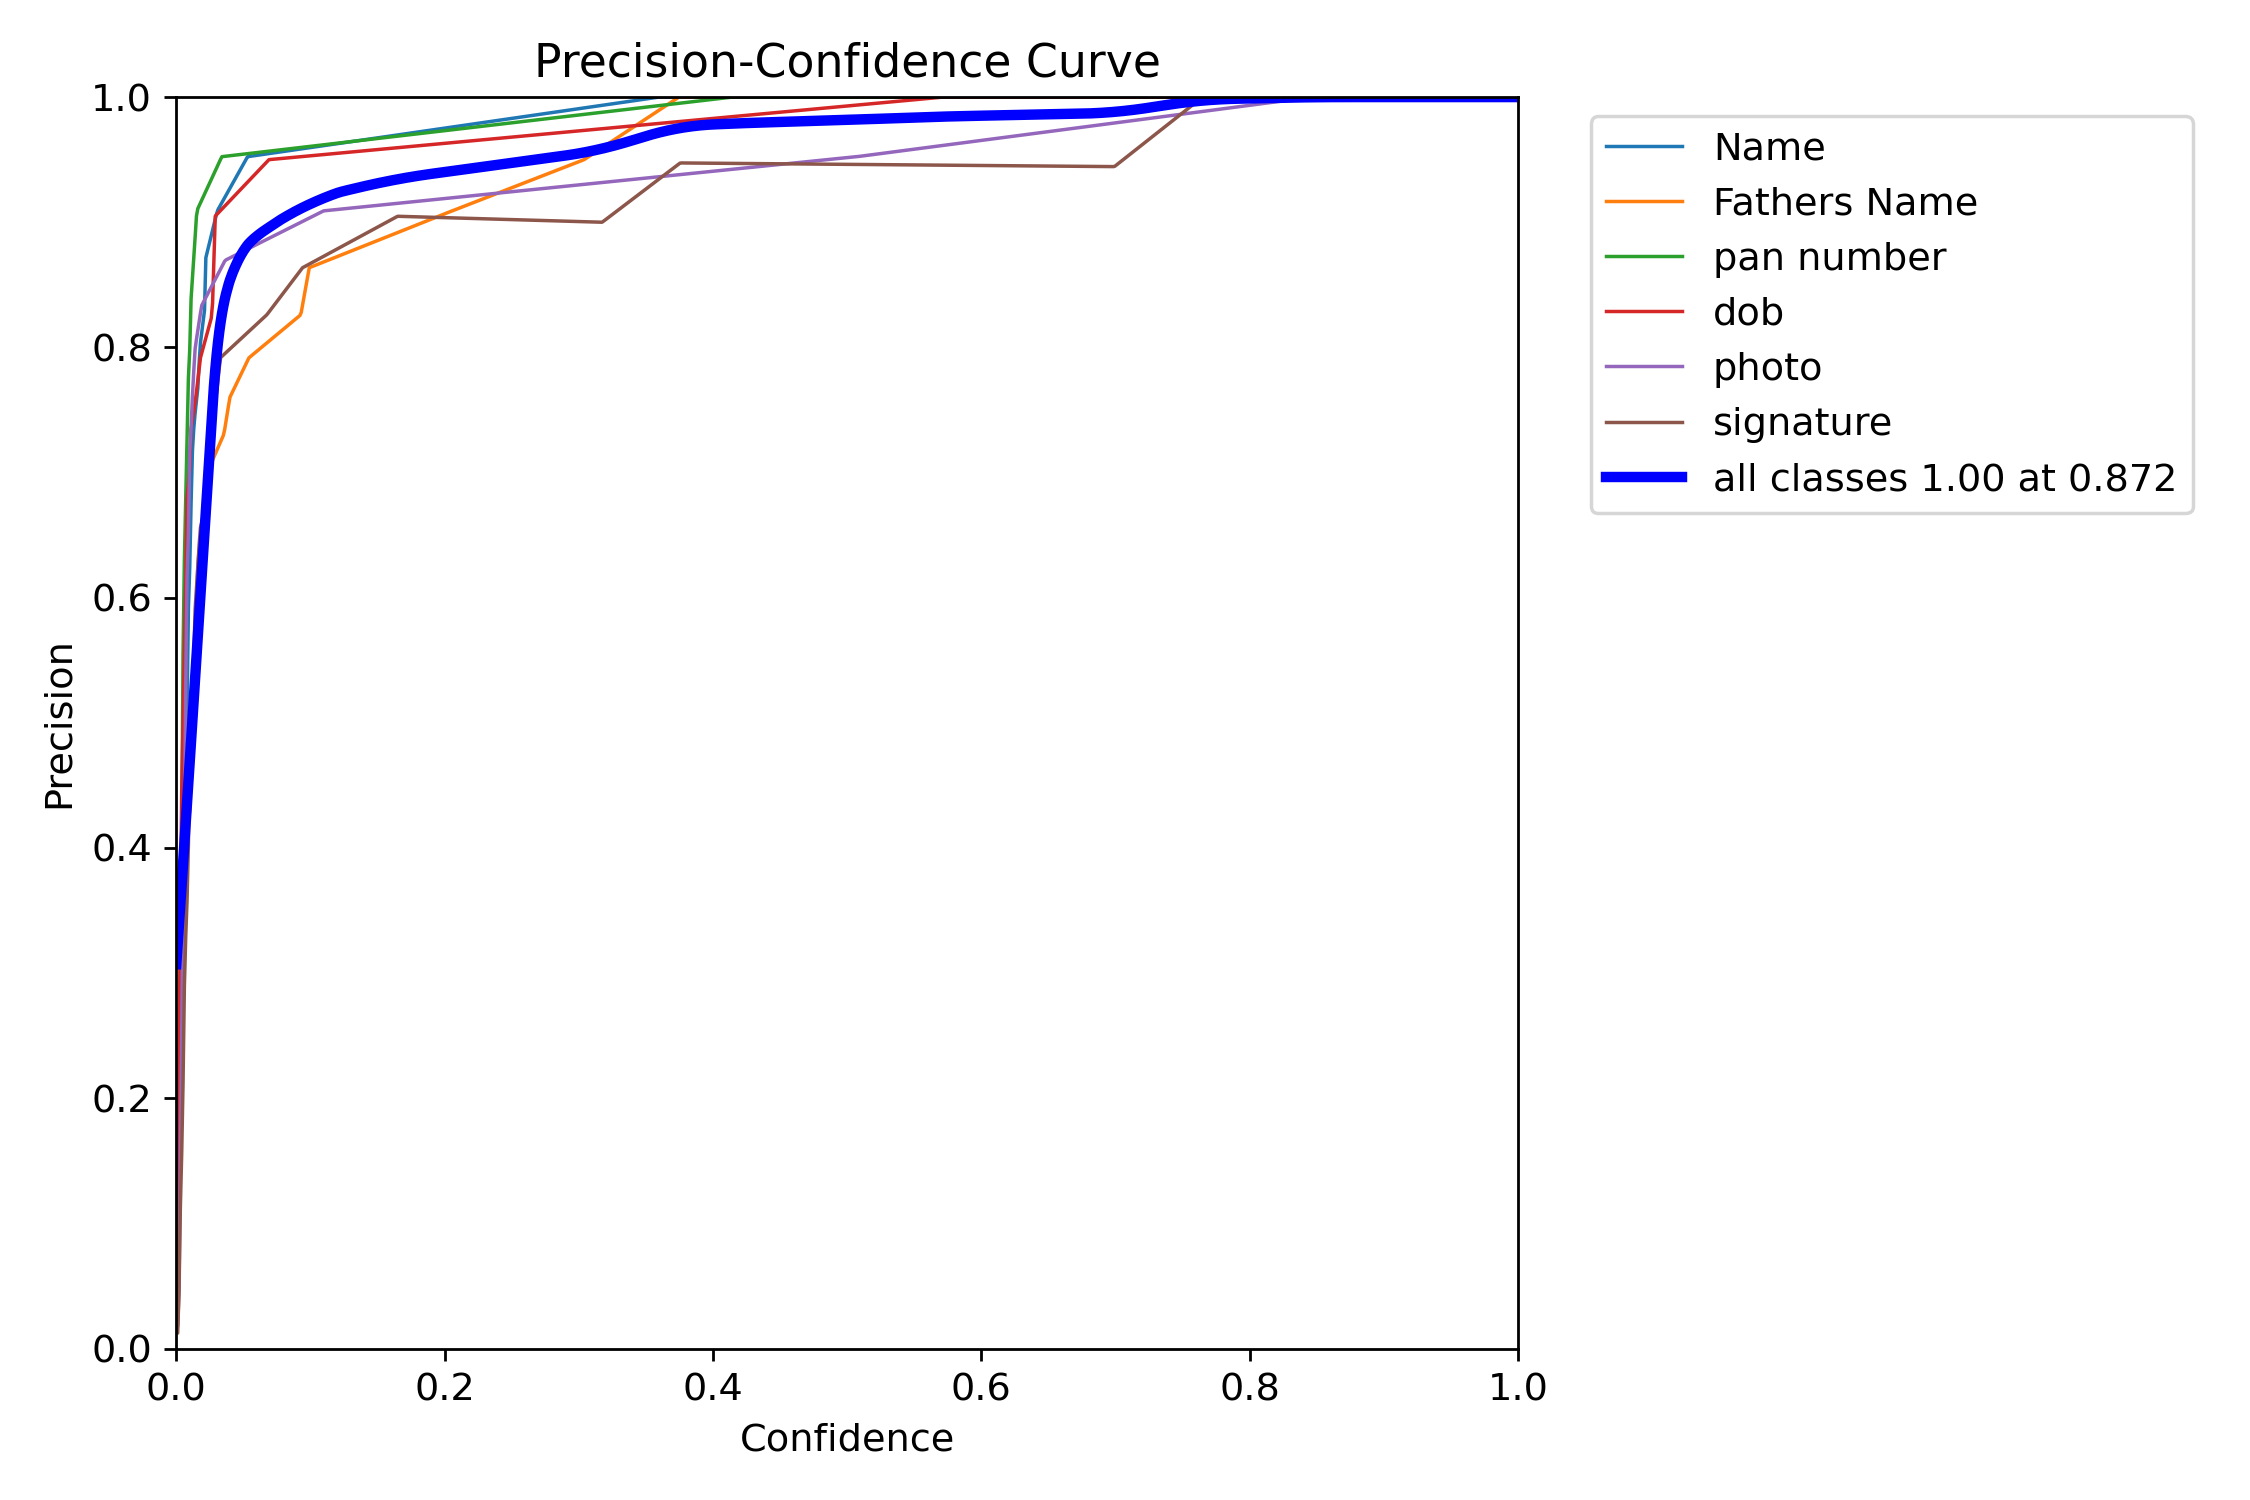 Precision-Confidence Curve
1.0
0.8
0.6
0.4
0.2
0.0
Precision
0.0 0.2 0.4 0.6 0.8 1.0
Confidence
Name
Fathers Name
pan number
dob
photo
signature
all classes 1.00 at 0.872